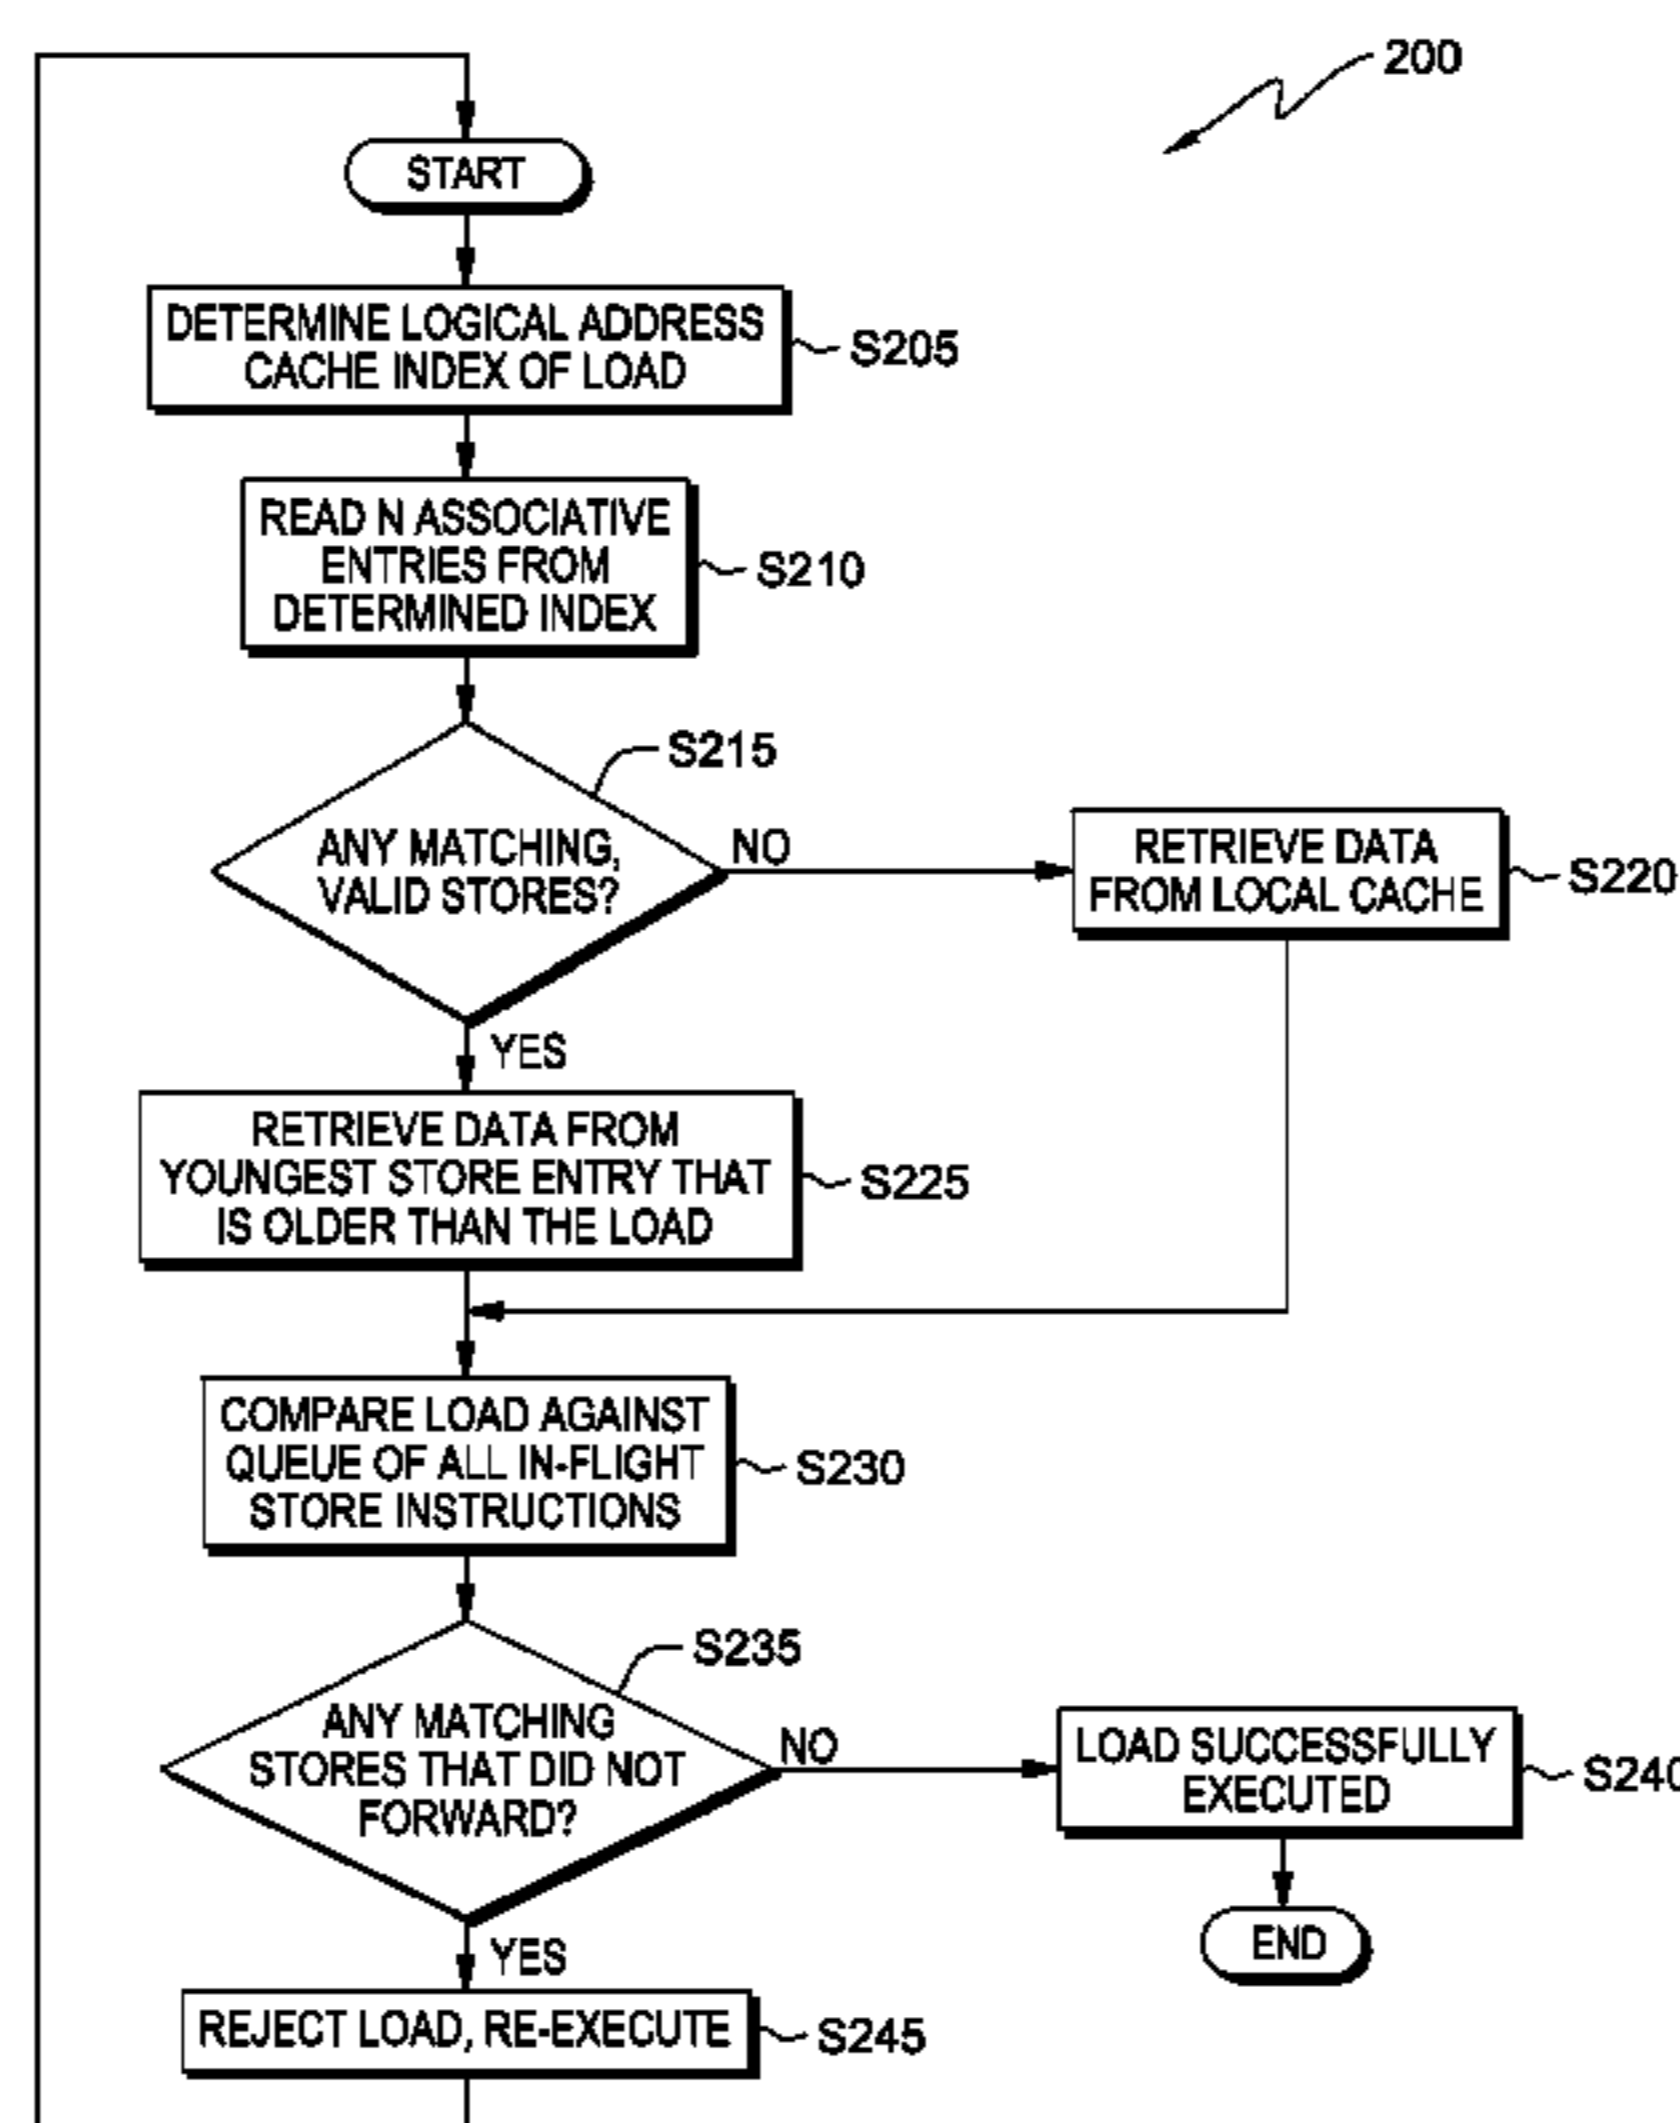 200
START
DETERMINE LOGICAL ADDRESS
CACHE INDEX OF LOAD
S205
READ N ASSOCIATIVE
ENTRIES FROM
DETERMINED INDEX
S210
S215
ANY MATCHING,
VALID STORES?
NO
RETRIEVE DATA
FROM LOCAL CACHE
S220
YES
RETRIEVE DATA FROM
YOUNGEST STORE ENTRY THAT
IS OLDER THAN THE LOAD
S225
COMPARE LOAD AGAINST
QUEUE OF ALL IN-FLIGHT
STORE INSTRUCTIONS
S230
S235
ANY MATCHING
STORES THAT DID NOT
FORWARD?
NO
LOAD SUCCESSFULLY
EXECUTED
S240
END
YES
REJECT LOAD, RE-EXECUTE
S245